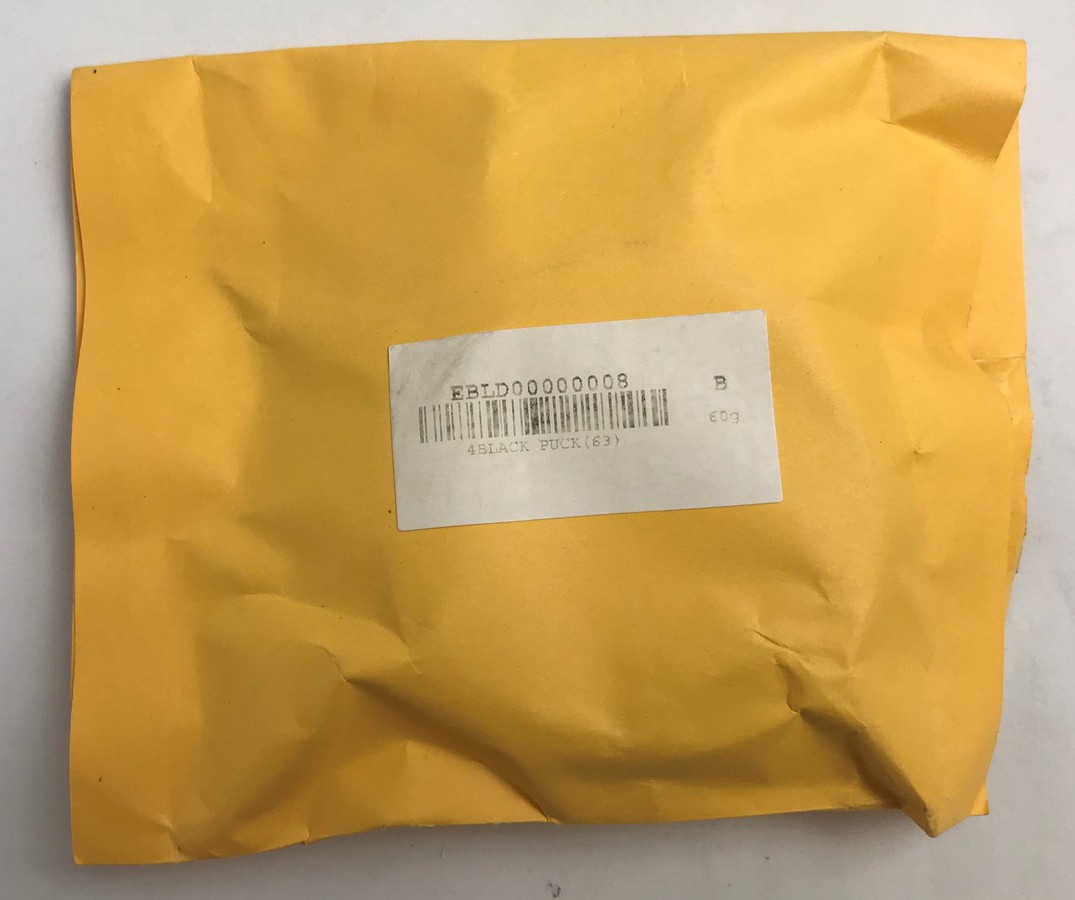 EBLD00000008 B
60g
4BLACK PUCK(63)